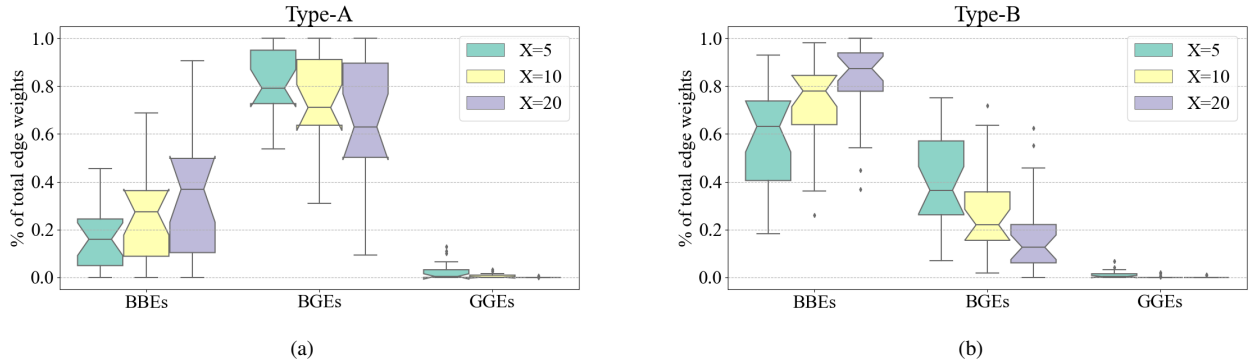 Type-A
% of total edge weights
1.0
0.8
0.6
0.4
0.2
0.0
X=5
X=10
X=20
BBEs
BGEs
GGEs
(a)
Type-B
% of total edge weights
1.0
0.8
0.6
0.4
0.2
0.0
X=5
X=10
X=20
BBEs
BGEs
GGEs
(b)